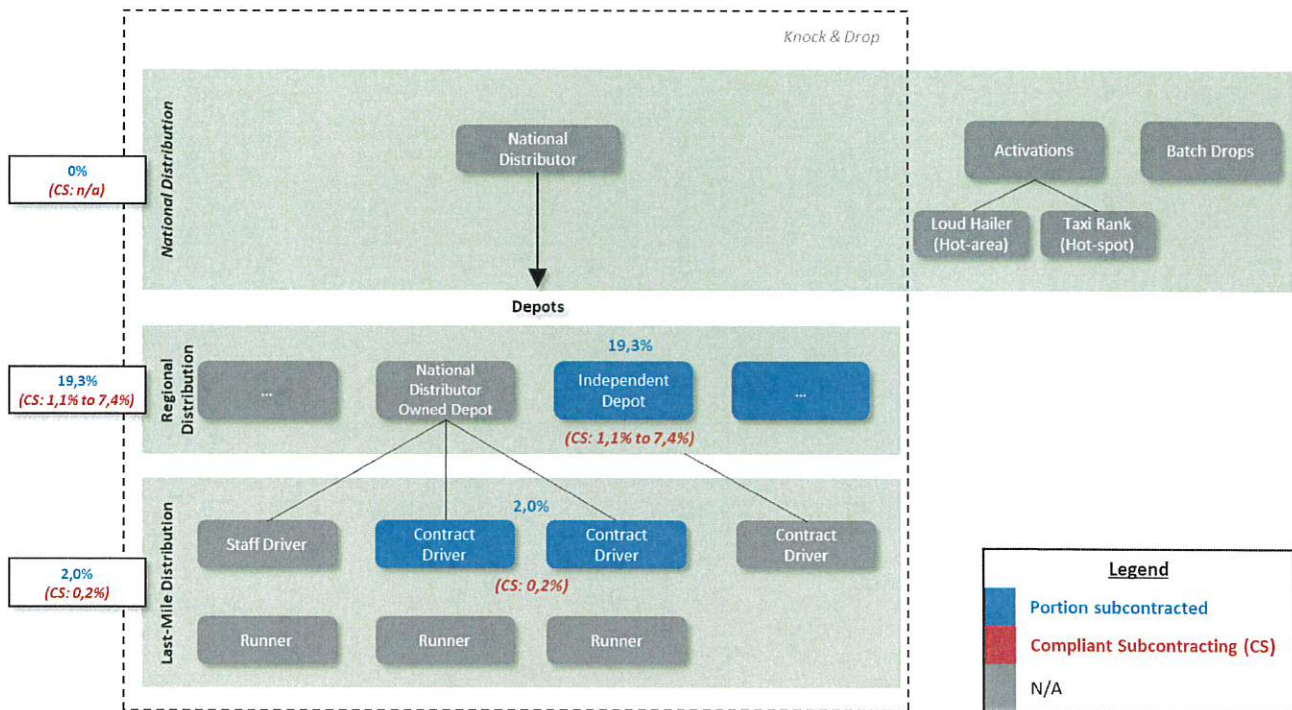 Knock & Drop
National Distribution
National
Distributor
Activations
Batch Drops
0%
(CS: n/a)
Loud Hailer
(Hot-area)
Taxi Rank
(Hot-spot)
Depots
Regional
Distribution
19,3%
19,3%
(CS: 1,1% to 7,4%)
...
National
Distributor
Owned Depot
Independent
Depot
...
(CS: 1,1% to 7,4%)
Last-Mile Distribution
2,0%
Staff Driver
Contract
Driver
Contract
Driver
Contract
Driver
2,0%
(CS: 0,2%)
(CS: 0,2%)
Runner
Runner
Runner
Legend
Portion subcontracted
Compliant Subcontracting (CS)
N/A